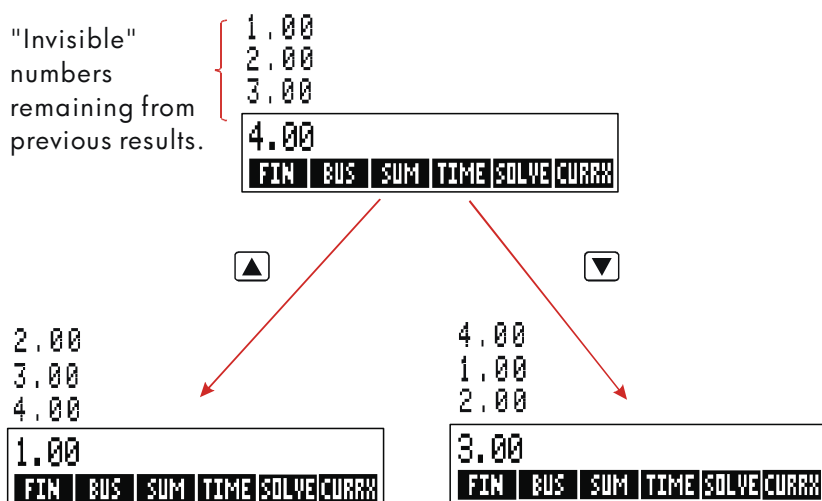 "Invisible"
numbers
remaining from
previous results.
1.00
2.00
3.00
4.00
FIN BUS SUM TIME SOLVE CURRX
2.00
3.00
4.00
1.00
FIN BUS SUM TIME SOLVE CURRX
4.00
1.00
2.00
3.00
FIN BUS SUM TIME SOLVE CURRX